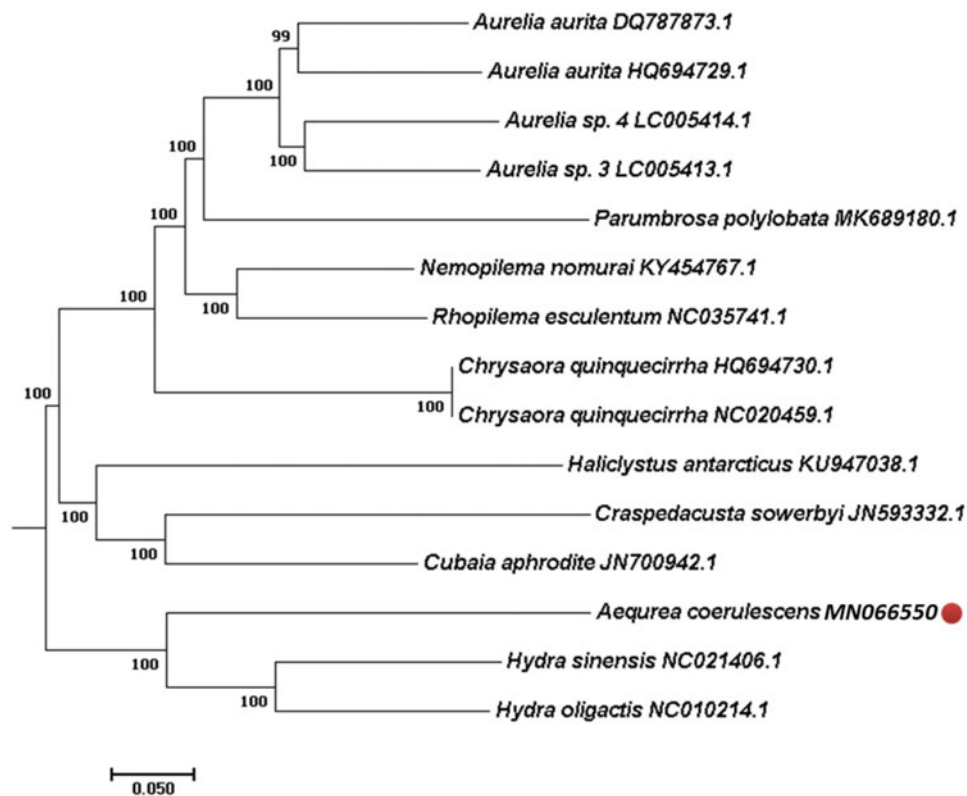 Aurelia aurita DQ787873.1
99
Aurelia aurita HQ694729.1
100
Aurelia sp. 4 LC005414.1
100
100
Aurelia sp. 3 LC005413.1
100
Parumbrosa polylobata MK689180.1
Nemopilema nomurai KY454767.1
100
100
Rhopilema esculentum NC035741.1
Chrysaora quinquecirrha HQ694730.1
100
100
Chrysaora quinquecirrha NC020459.1
Haliclystus antarcticus KU947038.1
100
Craspedacusta sowerbyi JN593332.1
100
Cubaia aphrodite JN700942.1
Aequrea coerulescens MN066550
100
Hydra sinensis NC021406.1
100
Hydra oligactis NC010214.1
0.050